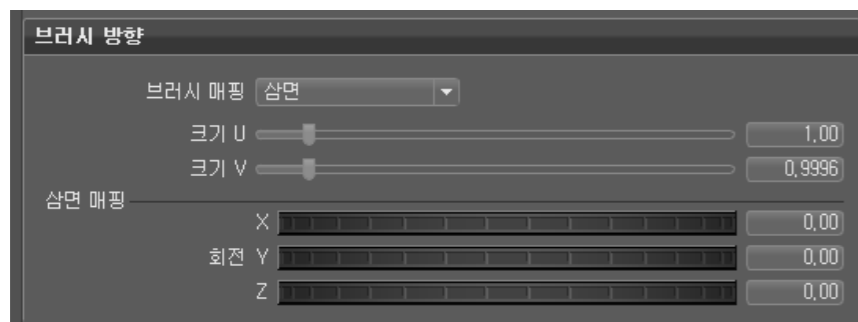 브러시 방향
브러시 매핑 삼면
크기 U 1,00
크기 V 0,9996
삼면 매핑
X 0,00
회전 Y 0,00
Z 0,00